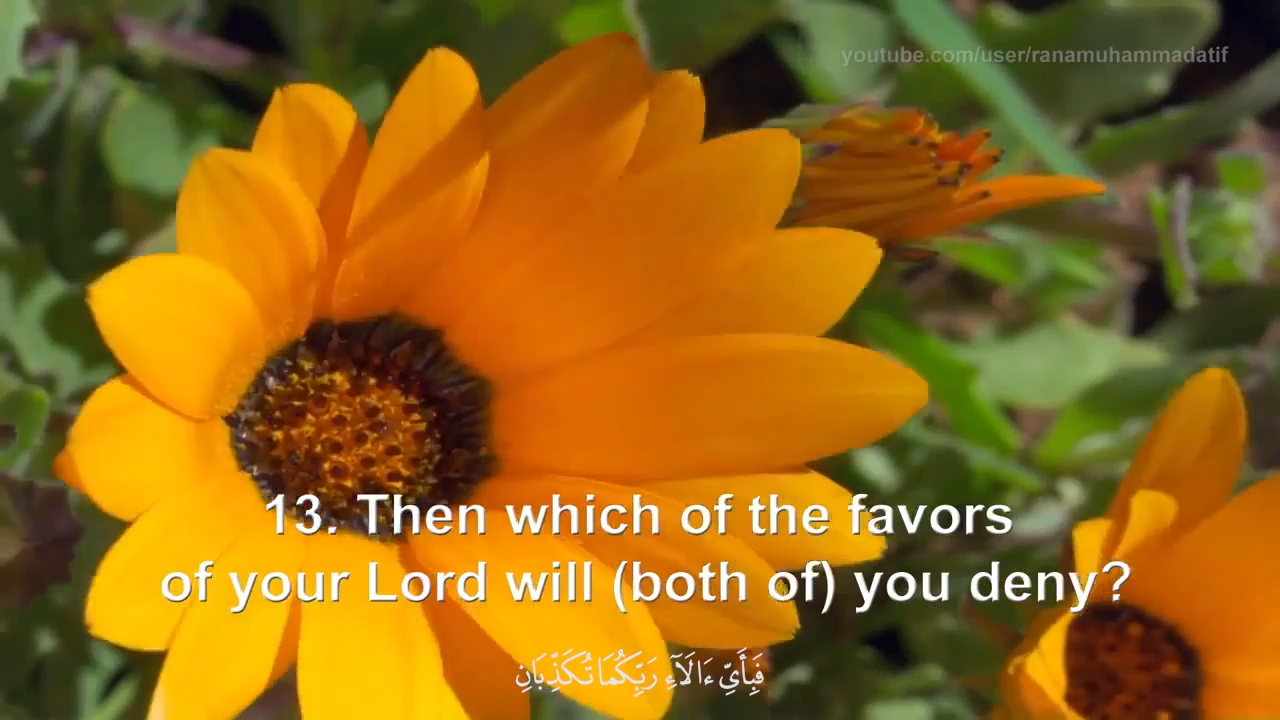 youtube.com/user/ranamuhammadatif
13. Then which of the favors
of your Lord will (both of) you deny?
فَبِأَيِّ ءَالَآءِ رَبِّكُمَا تُكَذِّبَانِ